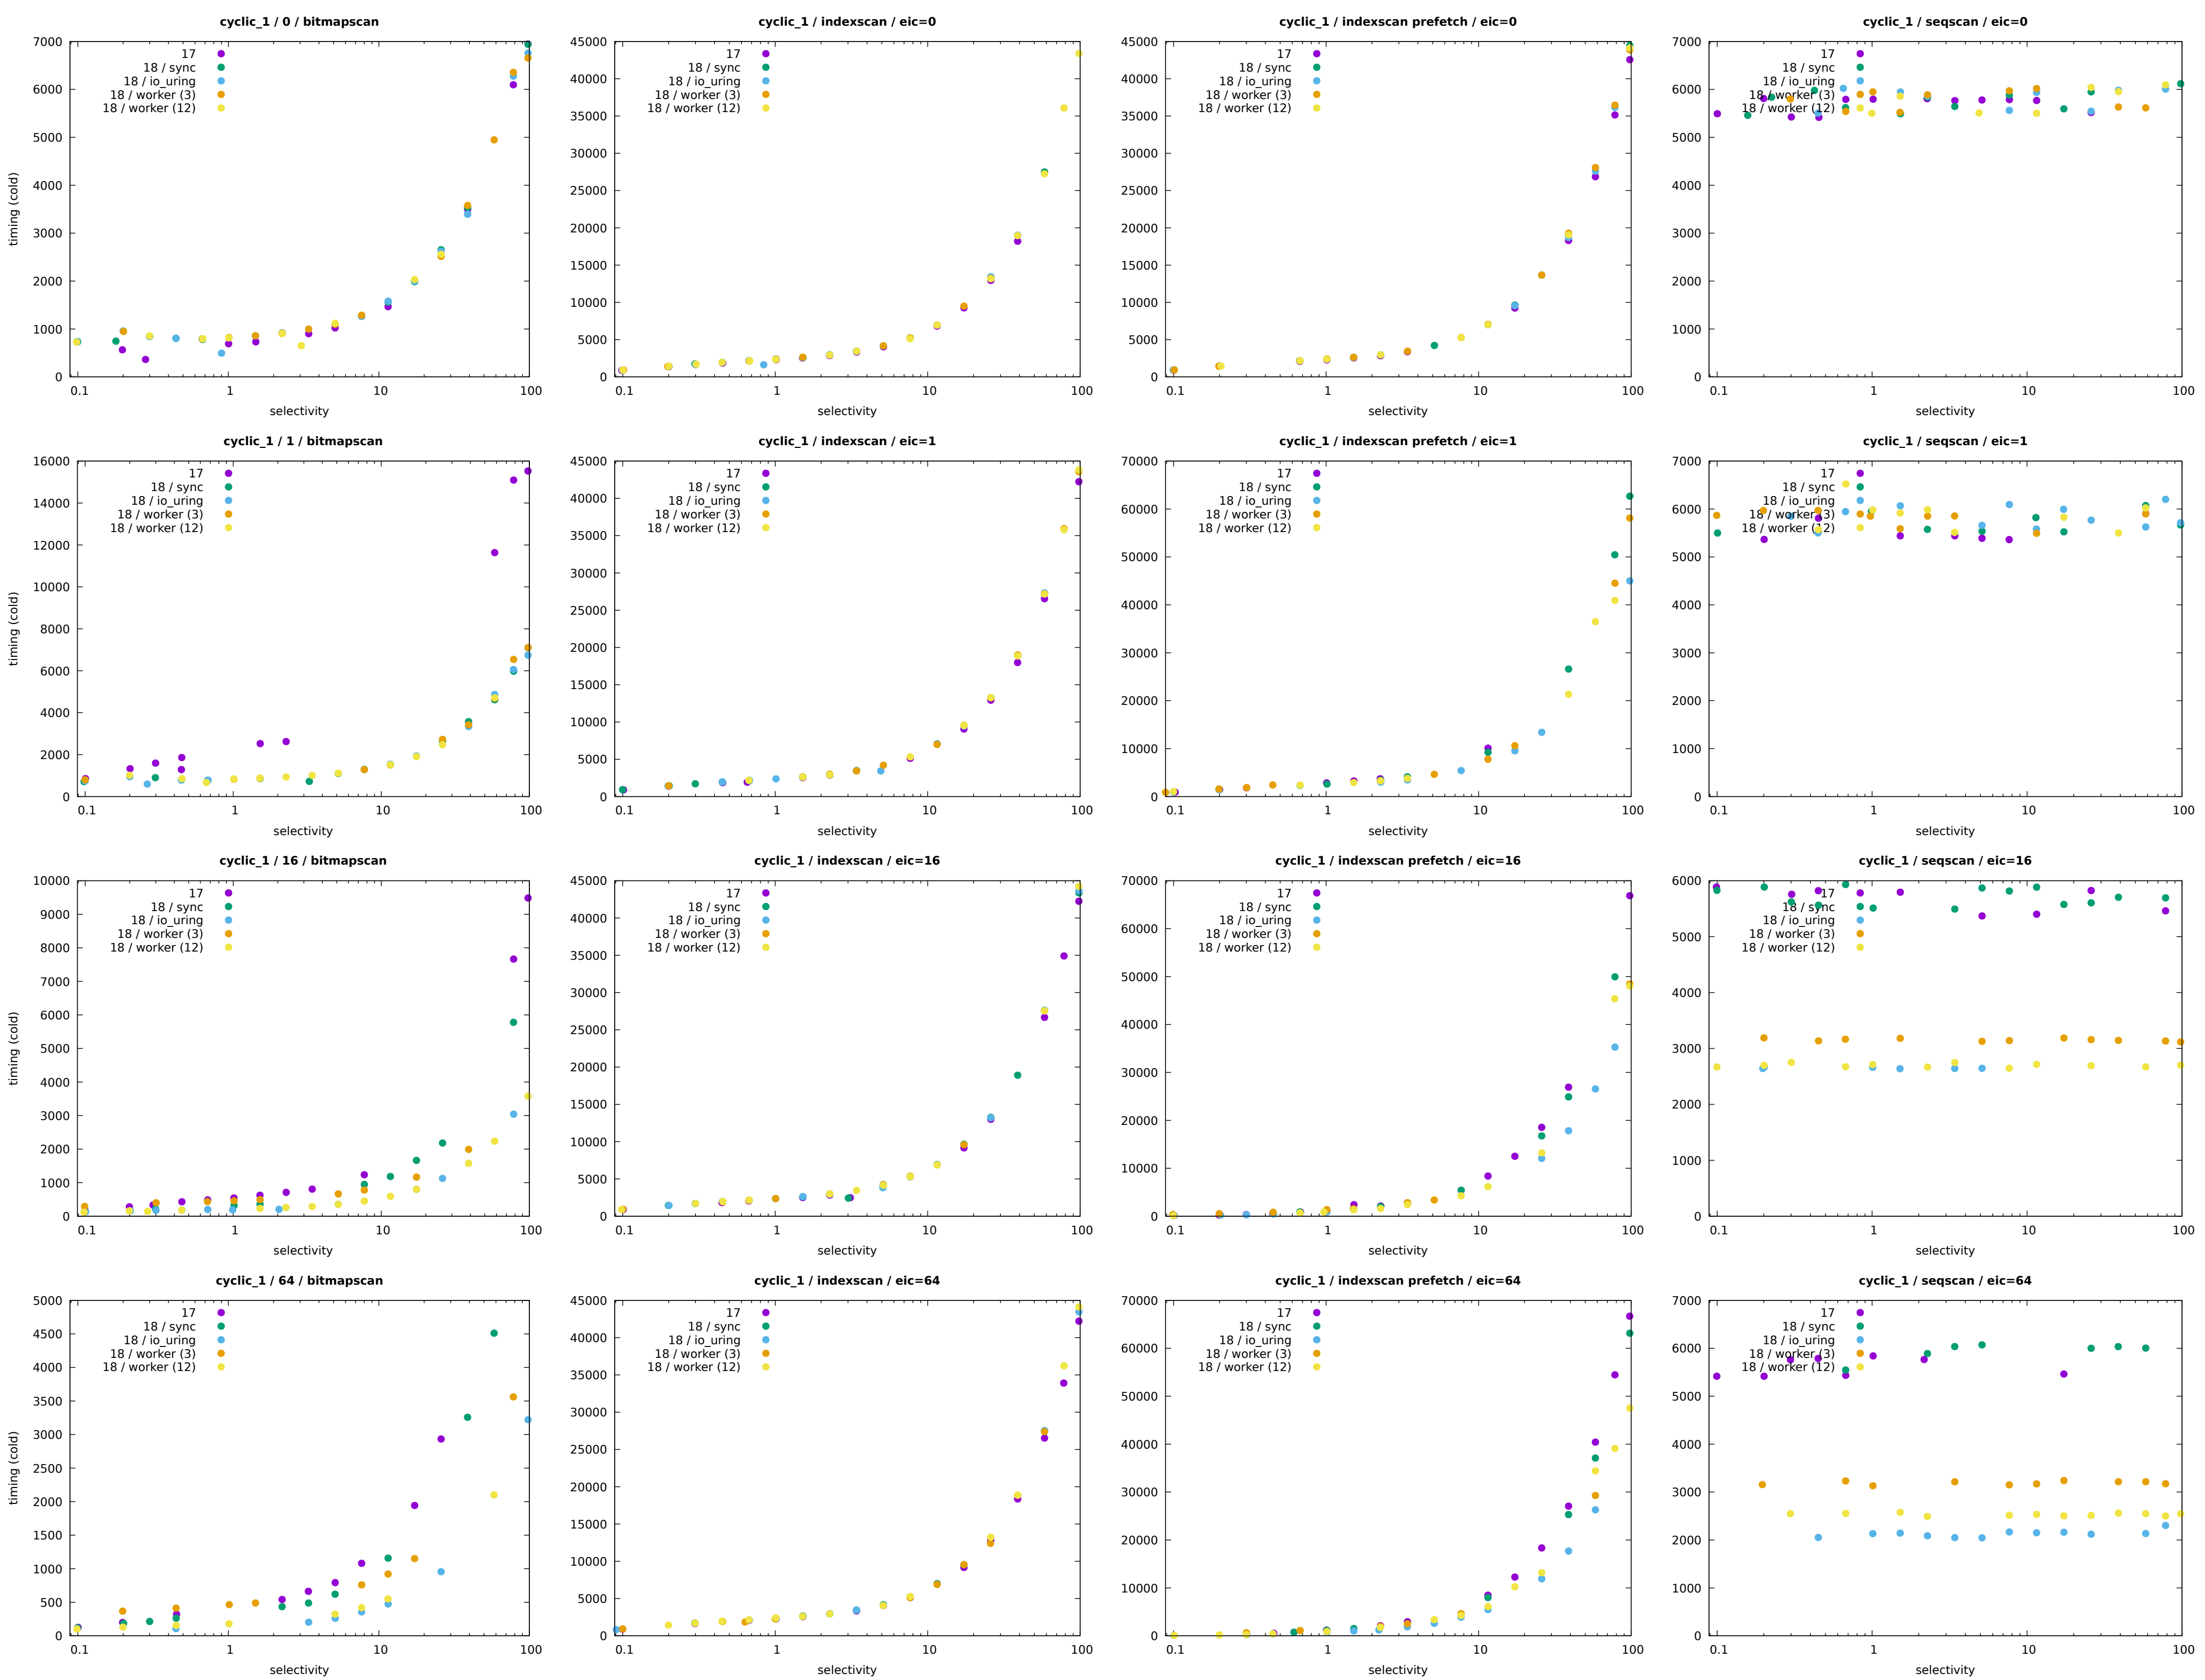 cyclic_1 / 0 / bitmapscan
timing (cold)
7000
6000
5000
4000
3000
2000
1000
0
17
18 / sync
18 / io_uring
18 / worker (3)
18 / worker (12)
0.1 1 10 100
selectivity
cyclic_1 / indexscan / eic=0
45000
40000
35000
30000
25000
20000
15000
10000
5000
0
17
18 / sync
18 / io_uring
18 / worker (3)
18 / worker (12)
0.1 1 10 100
selectivity
cyclic_1 / indexscan prefetch / eic=0
45000
40000
35000
30000
25000
20000
15000
10000
5000
0
17
18 / sync
18 / io_uring
18 / worker (3)
18 / worker (12)
0.1 1 10 100
selectivity
cyclic_1 / seqscan / eic=0
7000
6000
5000
4000
3000
2000
1000
0
17
18 / sync
18 / io_uring
18 / worker (3)
18 / worker (12)
0.1 1 10 100
selectivity
cyclic_1 / 1 / bitmapscan
timing (cold)
16000
14000
12000
10000
8000
6000
4000
2000
0
17
18 / sync
18 / io_uring
18 / worker (3)
18 / worker (12)
0.1 1 10 100
selectivity
cyclic_1 / indexscan / eic=1
45000
40000
35000
30000
25000
20000
15000
10000
5000
0
17
18 / sync
18 / io_uring
18 / worker (3)
18 / worker (12)
0.1 1 10 100
selectivity
cyclic_1 / indexscan prefetch / eic=1
70000
60000
50000
40000
30000
20000
10000
0
17
18 / sync
18 / io_uring
18 / worker (3)
18 / worker (12)
0.1 1 10 100
selectivity
cyclic_1 / seqscan / eic=1
7000
6000
5000
4000
3000
2000
1000
0
17
18 / sync
18 / io_uring
18 / worker (3)
18 / worker (12)
0.1 1 10 100
selectivity
cyclic_1 / 16 / bitmapscan
timing (cold)
10000
9000
8000
7000
6000
5000
4000
3000
2000
1000
0
17
18 / sync
18 / io_uring
18 / worker (3)
18 / worker (12)
0.1 1 10 100
selectivity
cyclic_1 / indexscan / eic=16
45000
40000
35000
30000
25000
20000
15000
10000
5000
0
17
18 / sync
18 / io_uring
18 / worker (3)
18 / worker (12)
0.1 1 10 100
selectivity
cyclic_1 / indexscan prefetch / eic=16
70000
60000
50000
40000
30000
20000
10000
0
17
18 / sync
18 / io_uring
18 / worker (3)
18 / worker (12)
0.1 1 10 100
selectivity
cyclic_1 / seqscan / eic=16
6000
5000
4000
3000
2000
1000
0
17
18 / sync
18 / io_uring
18 / worker (3)
18 / worker (12)
0.1 1 10 100
selectivity
cyclic_1 / 64 / bitmapscan
timing (cold)
5000
4500
4000
3500
3000
2500
2000
1500
1000
500
0
17
18 / sync
18 / io_uring
18 / worker (3)
18 / worker (12)
0.1 1 10 100
selectivity
cyclic_1 / indexscan / eic=64
45000
40000
35000
30000
25000
20000
15000
10000
5000
0
17
18 / sync
18 / io_uring
18 / worker (3)
18 / worker (12)
0.1 1 10 100
selectivity
cyclic_1 / indexscan prefetch / eic=64
70000
60000
50000
40000
30000
20000
10000
0
17
18 / sync
18 / io_uring
18 / worker (3)
18 / worker (12)
0.1 1 10 100
selectivity
cyclic_1 / seqscan / eic=64
7000
6000
5000
4000
3000
2000
1000
0
17
18 / sync
18 / io_uring
18 / worker (3)
18 / worker (12)
0.1 1 10 100
selectivity